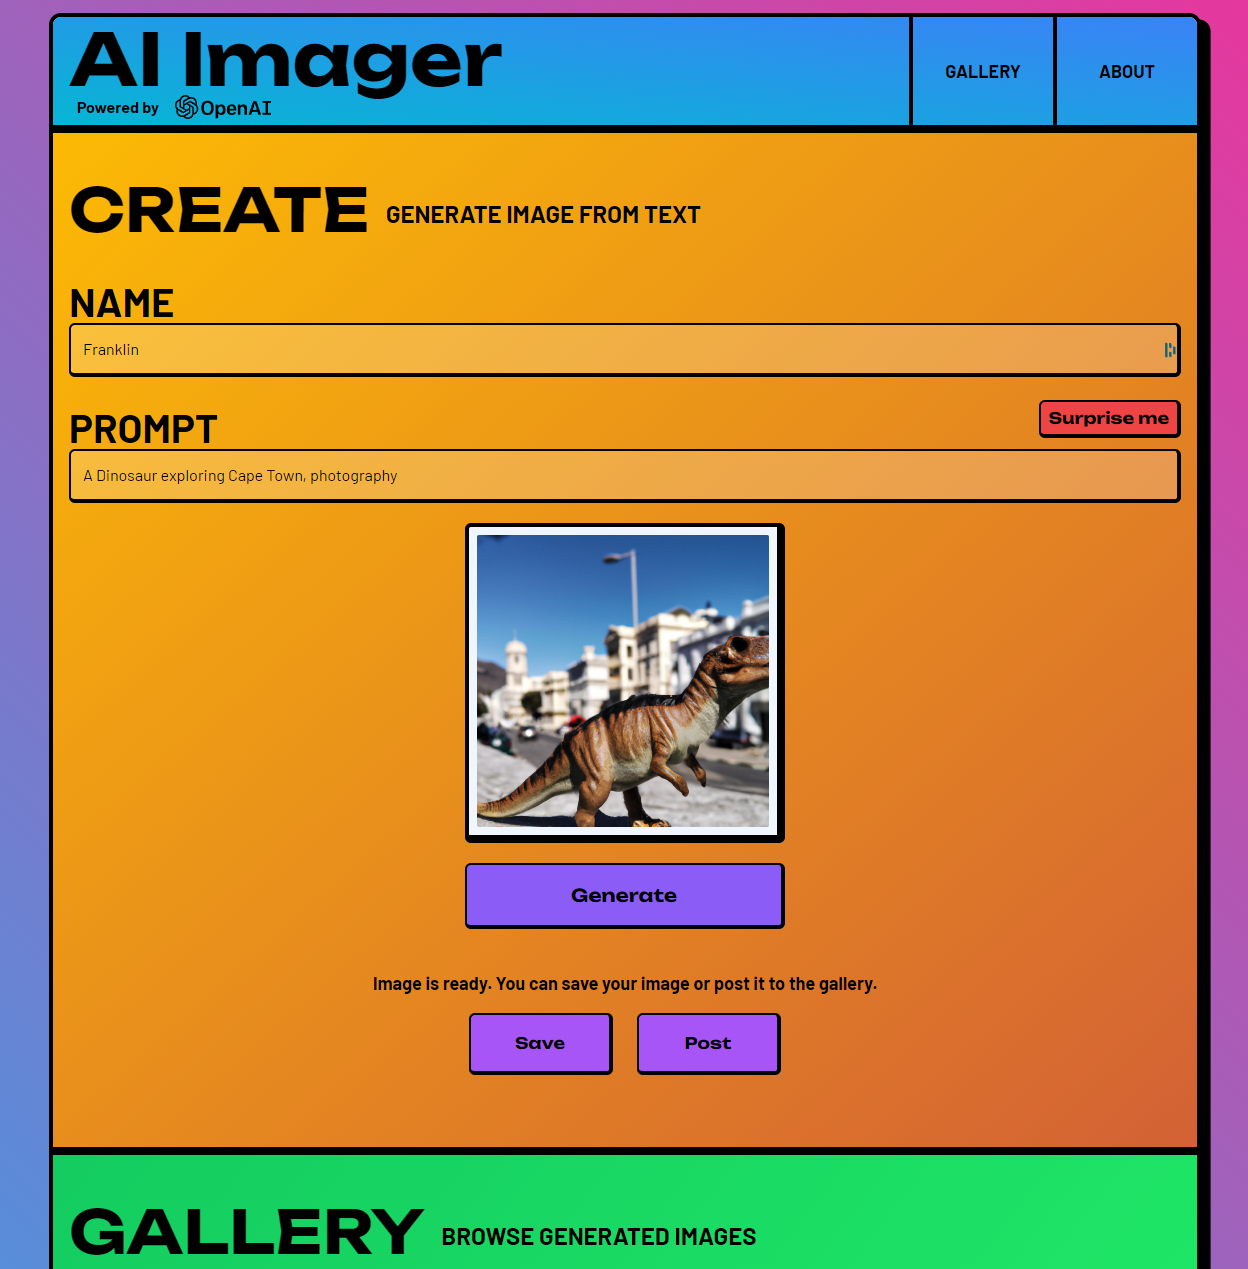 AI Imager
Powered by OpenAI
GALLERY
ABOUT
CREATE GENERATE IMAGE FROM TEXT
NAME
Franklin
PROMPT
Surprise me
A Dinosaur exploring Cape Town, photography
Generate
Image is ready. You can save your image or post it to the gallery.
Save
Post
GALLERY BROWSE GENERATED IMAGES